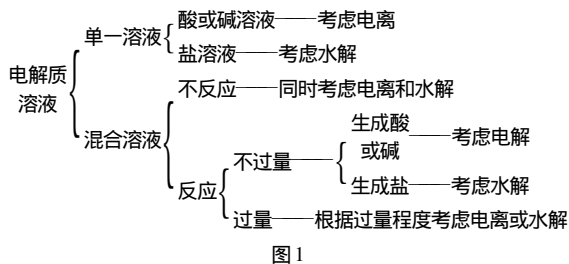 酸或碱溶液——考虑电离
单一溶液
盐溶液——考虑水解
电解质
溶液
不反应——同时考虑电离和水解
混合溶液
生成酸
或碱
——考虑电解
不过量——
生成盐——考虑水解
反应
过量——根据过量程度考虑电离或水解
图1